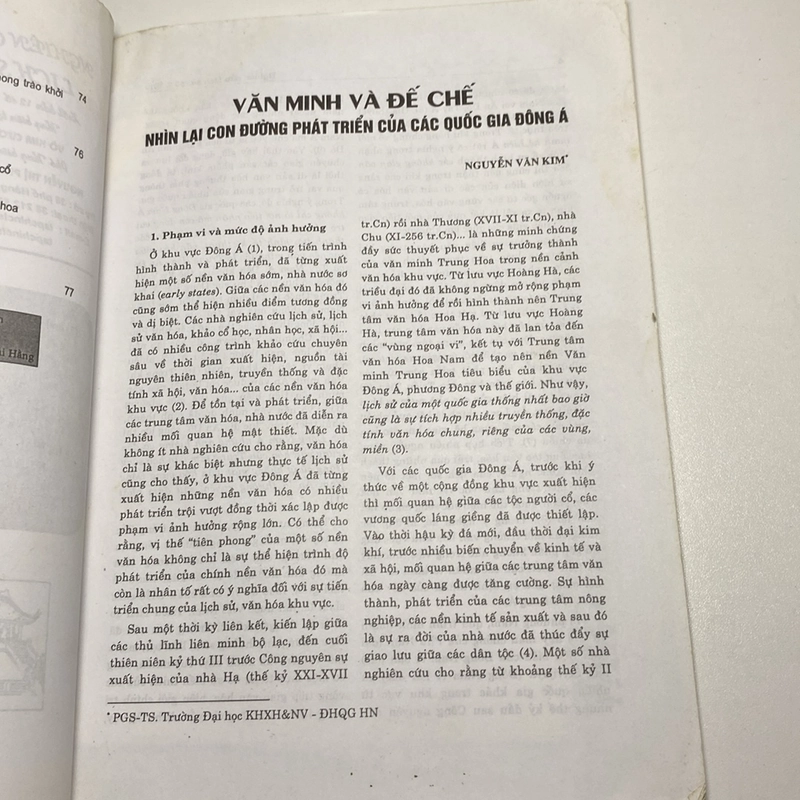 ong trào khởi
74
76
cổ
hoa
77
ai Hằng
VĂN MINH VÀ ĐẾ CHẾ
NHÌN LẠI CON ĐƯỜNG PHÁT TRIỂN CỦA CÁC QUỐC GIA ĐÔNG Á
NGUYỄN VĂN KIM*
1. Phạm vi và mức độ ảnh hưởng
Ở khu vực Đông Á (1), trong tiến trình
hình thành và phát triển, đã từng xuất
hiện một số nền văn hóa sớm, nhà nước sơ
khai (early states). Giữa các nền văn hóa đó
cũng sớm thể hiện nhiều điểm tương đồng
và dị biệt. Các nghiên cứu lịch sử, lịch
sử văn hóa, khảo cổ học, nhân học, xã hội...
đã có nhiều công trình khảo cứu chuyên
sâu về thời gian xuất hiện, nguồn tài
nguyên thiên nhiên, truyền thống và đặc
tính xã hội, văn hóa... của các nền văn hóa
khu vực (2). Để tồn tại và phát triển, giữa
các trung tâm văn hóa, nhà nước đã diễn ra
nhiều mối quan hệ mật thiết. Mặc dù
không ít nhà nghiên cứu cho rằng, văn hóa
chỉ là sự khác biệt nhưng thực tế lịch sử
cũng cho thấy, ở khu vực Đông Á đã từng
xuất hiện những nền văn hóa có nhiều
phát triển trội vượt đồng thời xác lập được
phạm vi ảnh hưởng rộng lớn. Có thể cho
rằng, vị thế “tiên phong” của một số nền
văn hóa không chỉ là sự thể hiện trình độ
phát triển của chính nền văn hóa đó mà
còn là nhân tố rất có ý nghĩa đối với sự tiến
triển chung của lịch sử, văn hóa khu vực.
Sau một thời kỳ liên kết, kiến lập giữa
các thủ lĩnh liên minh bộ lạc, đến cuối
thiên niên kỷ thứ III trước Công nguyên sự
xuất hiện của nhà Hạ (thế kỷ XXI-XVII
tr.Cn) rồi nhà Thương (XVII-XI tr.Cn), nhà
Chu (XI-256 tr.Cn)... là những minh chứng
đầy sức thuyết phục về sự trưởng thành
của văn minh Trung Hoa trong nền cảnh
văn hóa khu vực. Từ lưu vực Hoàng Hà, các
triều đại đó đã không ngừng mở rộng phạm
vi ảnh hưởng để rồi hình thành nên Trung
tâm văn hóa Hoa Hạ. Từ lưu vực Hoàng
Hà, trung tâm văn hóa này đã lan tỏa đến
các “vùng ngoại vi”, kết tụ với Trung tâm
văn hóa Hoa Nam để tạo nên nền Văn
minh Trung Hoa tiêu biểu của khu vực
Đông Á, phương Đông và thế giới. Như vậy,
lịch sử của một quốc gia thống nhất bao giờ
cũng là sự tích hợp nhiều truyền thống, đặc
tính văn hóa chung, riêng của các vùng,
miền (3).
Với các quốc gia Đông Á, trước khi ý
thức về một cộng đồng khu vực xuất hiện
thì mối quan hệ giữa các tộc người cổ, các
vương quốc láng giềng đã được thiết lập.
Vào thời hậu kỳ đá mới, đầu thời đại kim
khí, trước nhiều biến chuyển về kinh tế và
xã hội, mối quan hệ giữa các trung tâm văn
hóa ngày càng được tăng cường. Sự hình
thành, phát triển của các trung tâm nông
nghiệp, các nền kinh tế sản xuất và sau đó
là sự ra đời của nhà nước đã thúc đẩy sự
giao lưu giữa các dân tộc (4). Một số nhà
nghiên cứu cho rằng từ khoảng thế kỷ II
* PGS-TS. Trường Đại học KHXH&NV - ĐHQG HN